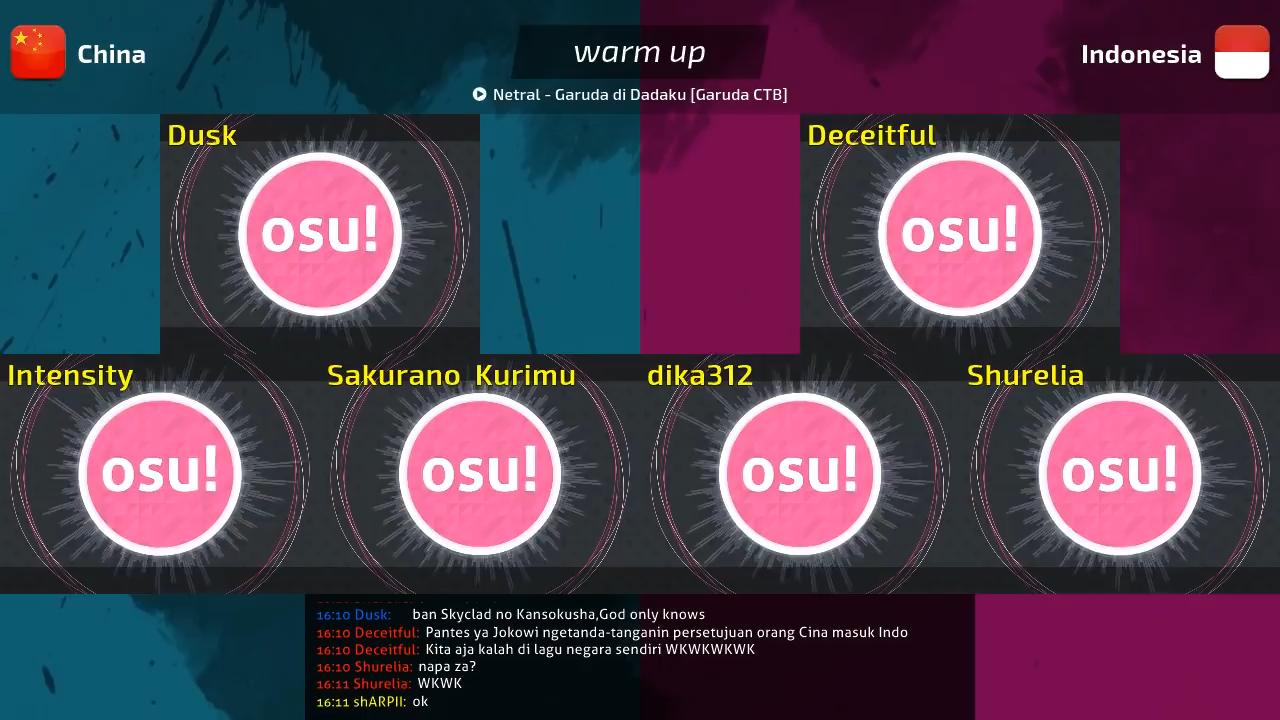 China
warm up
Indonesia
Netral - Garuda di Dadaku [Garuda CTB]
Dusk
Deceitful
osu!
osu!
Intensity
Sakurano Kurimu
dika312
Shurelia
osu!
osu!
osu!
osu!
16:10 Dusk: ban Skyclad no Kansokusha,God only knows
16:10 Deceitful: Pantes ya Jokowi ngetanda-tanganin persetujuan orang Cina masuk Indo
16:10 Deceitful: Kita aja kalah di lagu negara sendiri WKWKWKWK
16:10 Shurelia: napa za?
16:11 Shurelia: WKWK
16:11 shARPII: ok